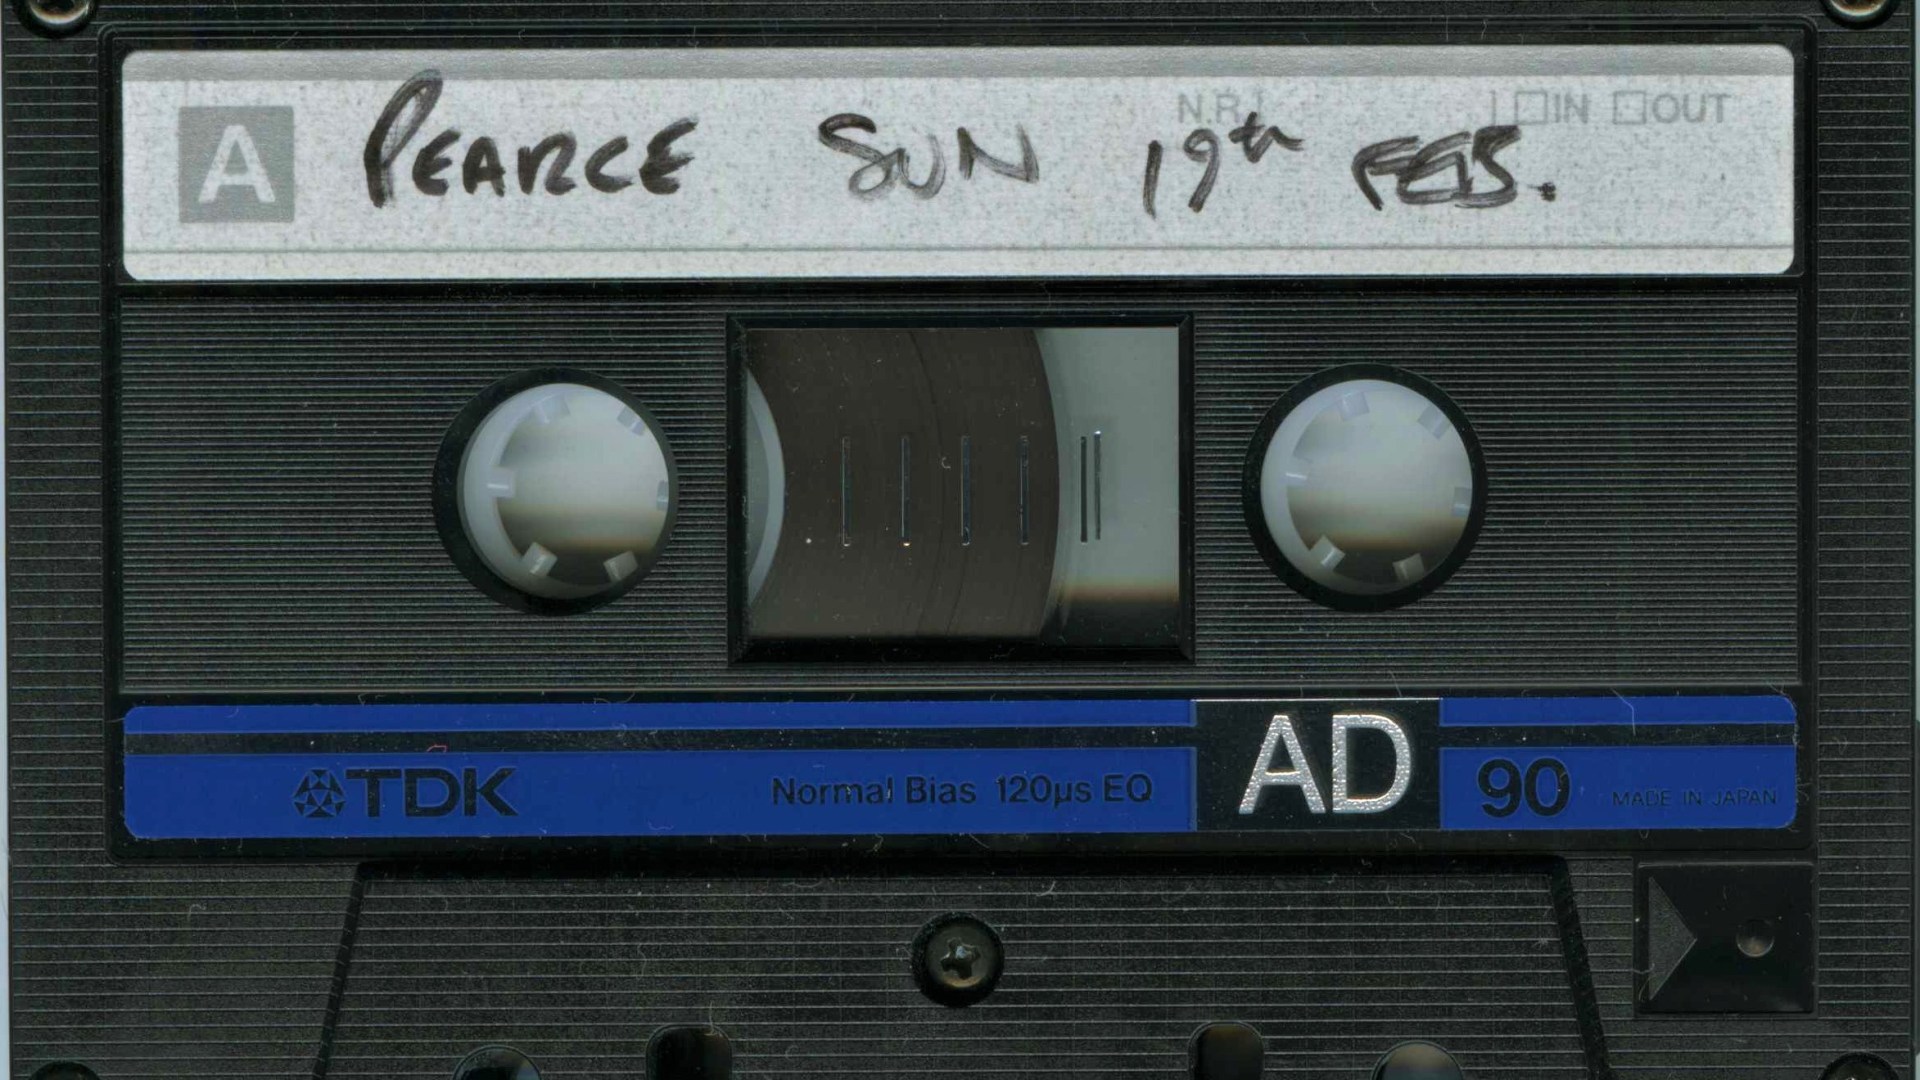 A PEARCE SUN 19th FEB.
N.R. IN OUT
TDK Normal Bias 120µs EQ AD 90 MADE IN JAPAN